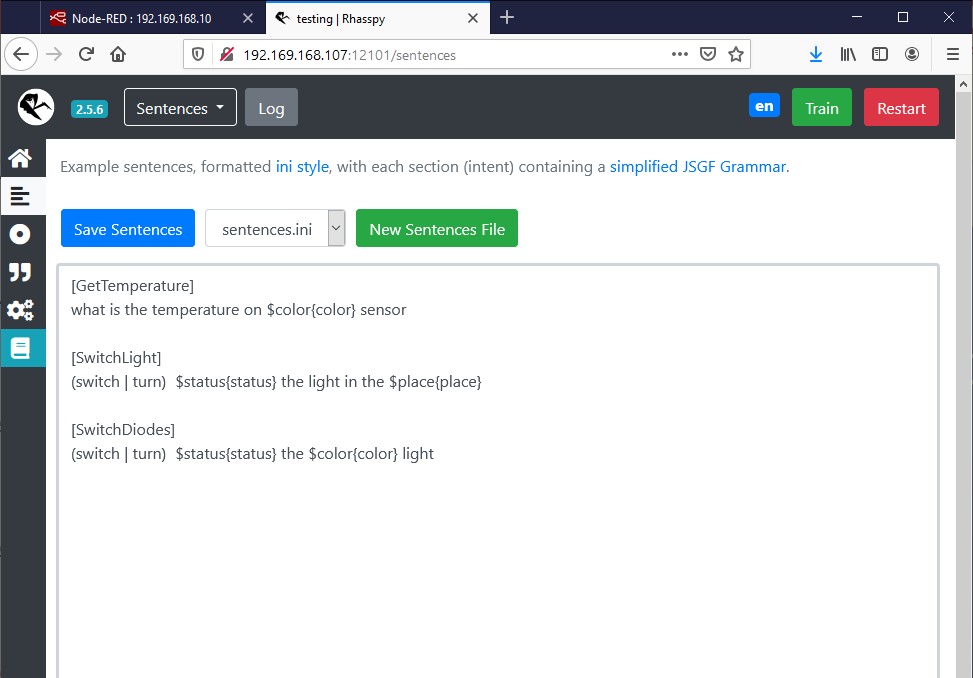 Node-RED : 192.169.168.10
testing | Rhasspy
192.169.168.107:12101/sentences
2.5.6
Sentences
Log
en
Train
Restart
Example sentences, formatted ini style, with each section (intent) containing a simplified JSGF Grammar.
Save Sentences
sentences.ini
New Sentences File
[GetTemperature]
what is the temperature on $color{color} sensor
[SwitchLight]
(switch | turn)  $status{status} the light in the $place{place}
[SwitchDiodes]
(switch | turn)  $status{status} the $color{color} light